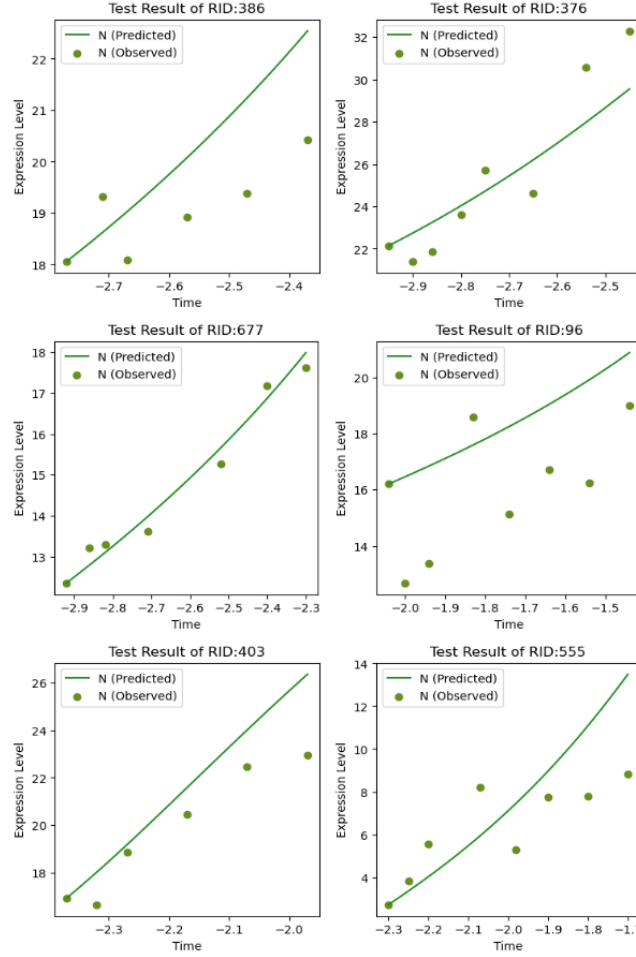 Test Result of RID:386
N (Predicted)
N (Observed)
Expression Level
22
21
20
19
18
−2.7 −2.6 −2.5 −2.4
Time
Test Result of RID:376
N (Predicted)
N (Observed)
Expression Level
32
30
28
26
24
22
−2.9 −2.8 −2.7 −2.6 −2.5
Time
Test Result of RID:677
N (Predicted)
N (Observed)
Expression Level
18
17
16
15
14
13
−2.9 −2.8 −2.7 −2.6 −2.5 −2.4 −2.3
Time
Test Result of RID:96
N (Predicted)
N (Observed)
Expression Level
20
18
16
14
−2.0 −1.9 −1.8 −1.7 −1.6 −1.5
Time
Test Result of RID:403
N (Predicted)
N (Observed)
Expression Level
26
24
22
20
18
−2.3 −2.2 −2.1 −2.0
Time
Test Result of RID:555
N (Predicted)
N (Observed)
Expression Level
14
12
10
8
6
4
−2.3 −2.2 −2.1 −2.0 −1.9 −1.8 −1.7
Time